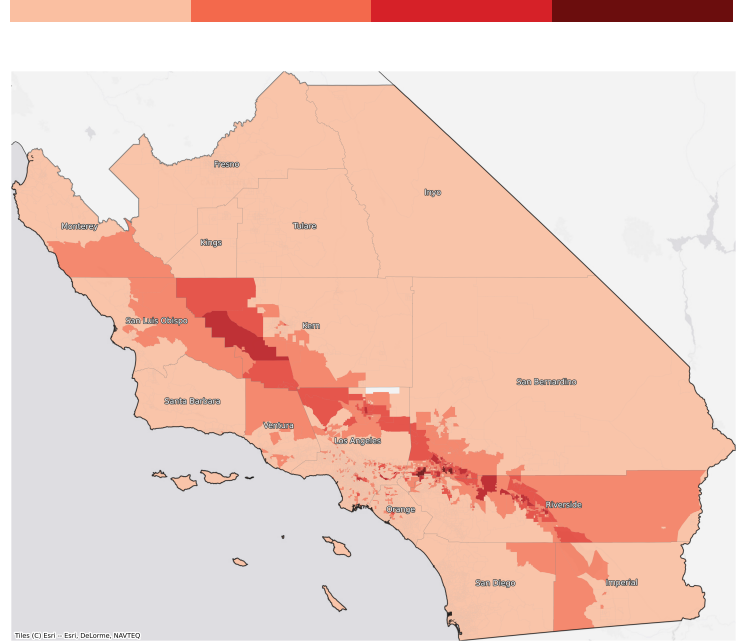 Fresno
Inyo
Monterey
Tulare
Kings
San Luis Obispo
Kern
San Bernardino
Santa Barbara
Ventura
Los Angeles
Riverside
Orange
San Diego
Imperial
Tiles (C) Esri -- Esri, DeLorme, NAVTEQ